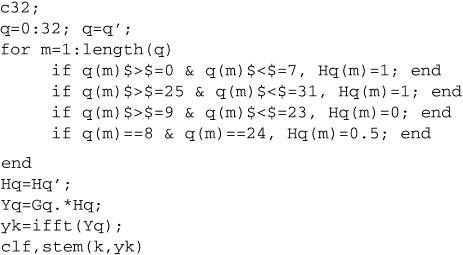 c32;
q=0:32; q=q’;
for m=1:length(q)
if q(m)$>$=0 & q(m)$<$=7, Hq(m)=1; end
if q(m)$>$=25 & q(m)$<$=31, Hq(m)=1; end
if q(m)$>$=9 & q(m)$<$=23, Hq(m)=0; end
if q(m)==8 & q(m)==24, Hq(m)=0.5; end
end
Hq=Hq’;
Yq=Gq.*Hq;
yk=ifft(Yq);
clf,stem(k,yk)